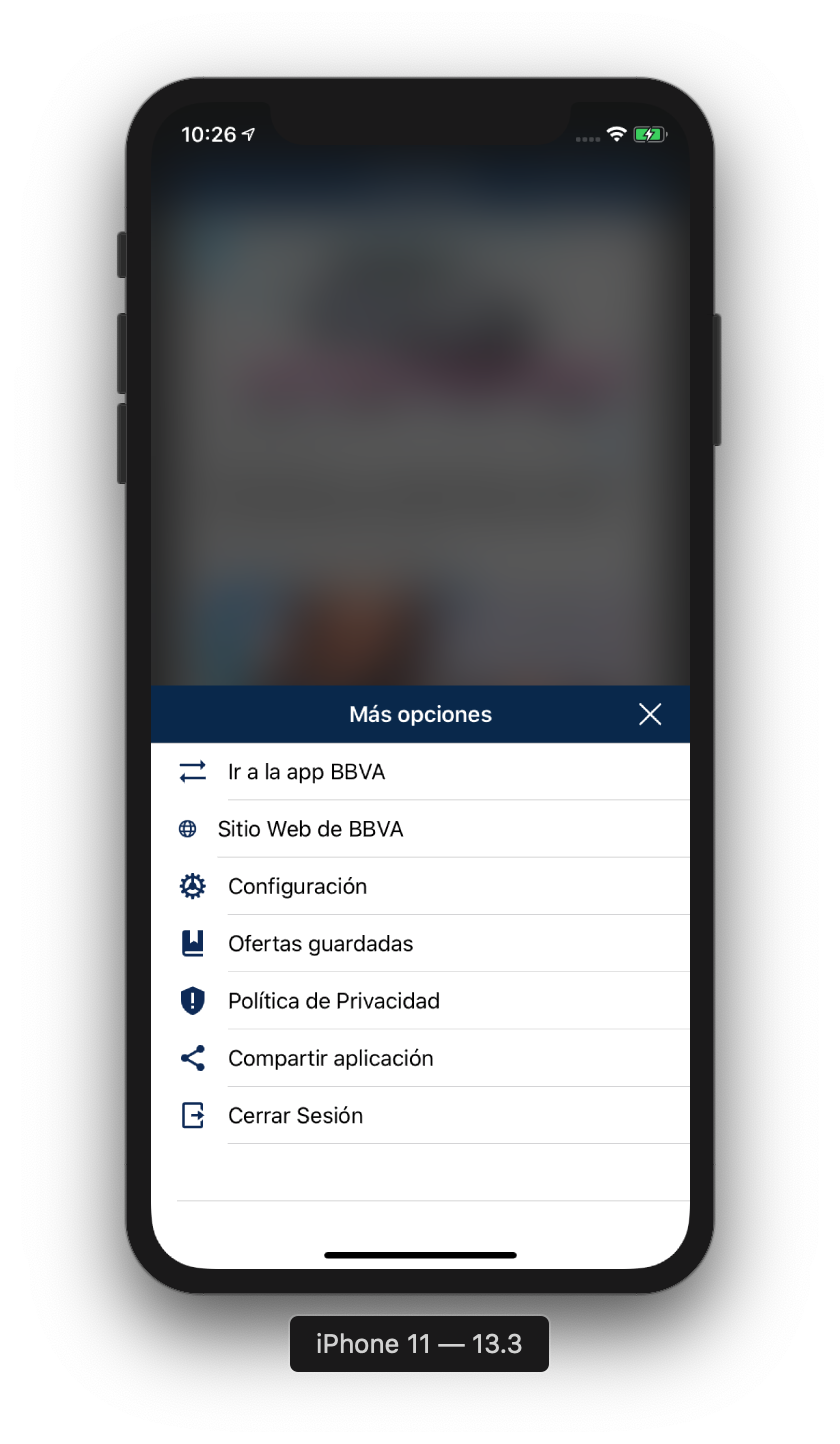 10:26
Más opciones
Ir a la app BBVA
Sitio Web de BBVA
Configuración
Ofertas guardadas
Política de Privacidad
Compartir aplicación
Cerrar Sesión
iPhone 11 — 13.3